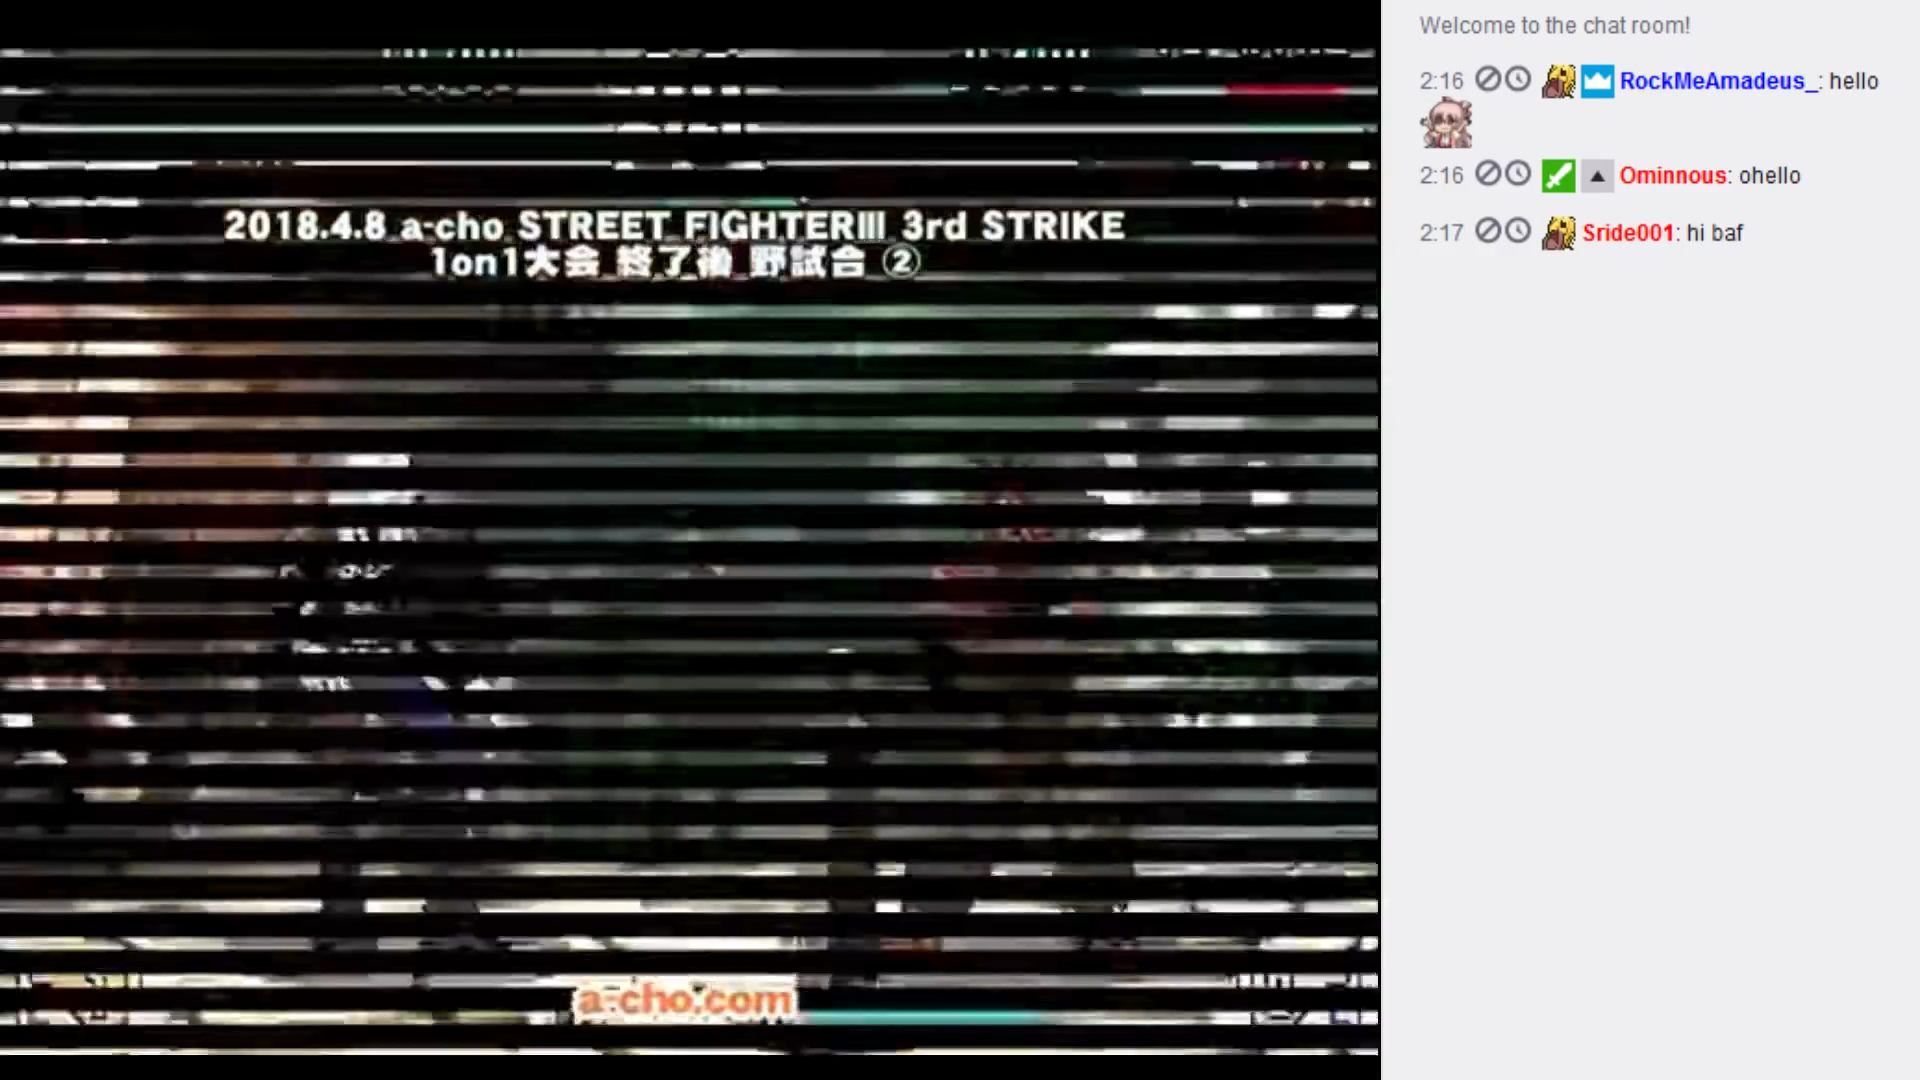 2018.4.8 a-cho STREET FIGHTERIII 3rd STRIKE
1on1大会 終了後 野試合 ②
a-cho.com
Welcome to the chat room!
2:16 RockMeAmadeus_: hello
2:16 Ominnous: ohello
2:17 Sride001: hi baf